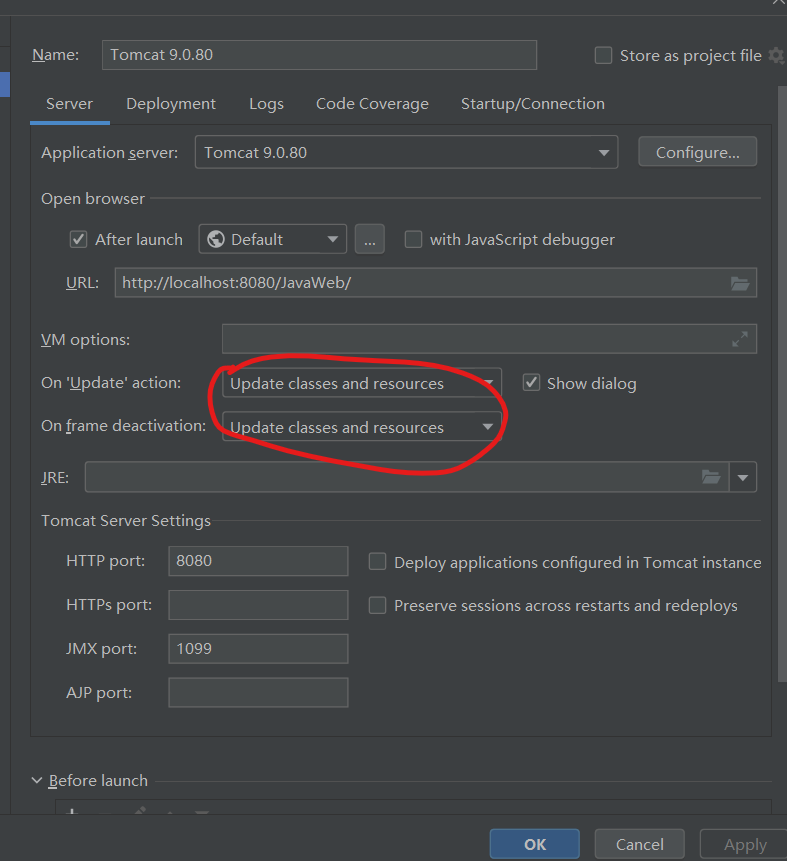 Name: Tomcat 9.0.80 Store as project file
Server Deployment Logs Code Coverage Startup/Connection
Application server: Tomcat 9.0.80 Configure...
Open browser
After launch Default ... with JavaScript debugger
URL: http://localhost:8080/JavaWeb/
VM options:
On 'Update' action: Update classes and resources Show dialog
On frame deactivation: Update classes and resources
JRE:
Tomcat Server Settings
HTTP port: 8080 Deploy applications configured in Tomcat instance
HTTPs port: Preserve sessions across restarts and redeploys
JMX port: 1099
AJP port:
Before launch
OK Cancel Apply